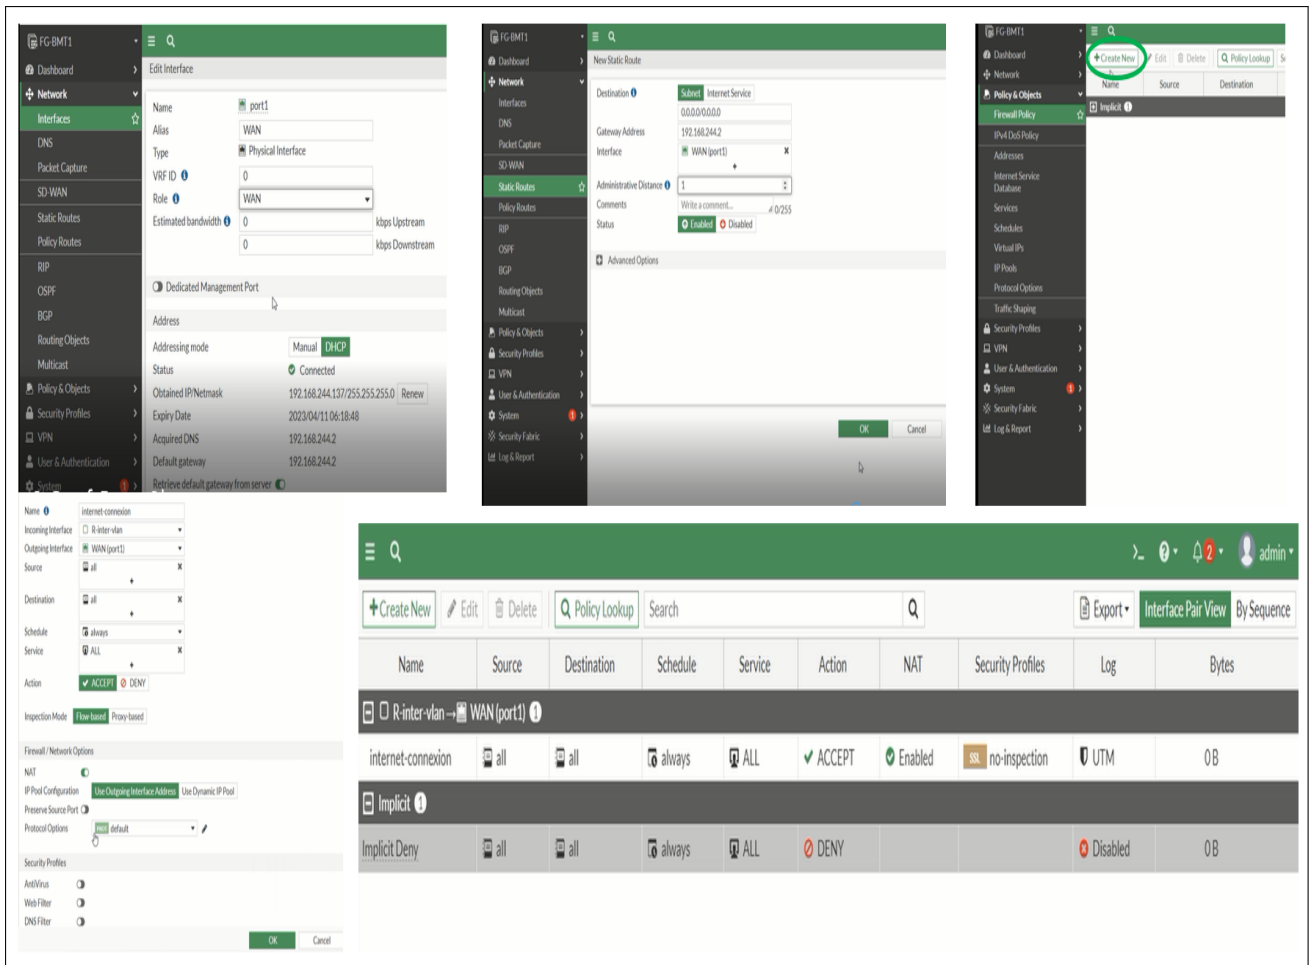 FG-BMT1
Dashboard
Network
Interfaces
DNS
Packet Capture
SD-WAN
Static Routes
Policy Routes
RIP
OSPF
BGP
Routing Objects
Multicast
Policy & Objects
Security Profiles
VPN
User & Authentication
System 1
Edit Interface
Name port1
Alias WAN
Type Physical Interface
VRF ID 0
Role WAN
Estimated bandwidth 0 kbps Upstream
0 kbps Downstream
Dedicated Management Port
Address
Addressing mode Manual DHCP
Status Connected
Obtained IP/Netmask 192.168.244.137/255.255.255.0 Renew
Expiry Date 2023/04/11 06:18:48
Acquired DNS 192.168.244.2
Default gateway 192.168.244.2
Retrieve default gateway from server
FG-BMT1
Dashboard
Network
Interfaces
DNS
Packet Capture
SD-WAN
Static Routes
Policy Routes
RIP
OSPF
BGP
Routing Objects
Multicast
Policy & Objects
Security Profiles
VPN
User & Authentication
System 1
Security Fabric
Log & Report
New Static Route
Destination Subnet Internet Service
0.0.0.0/0.0.0.0
Gateway Address 192.168.244.2
Interface WAN (port1) x
+
Administrative Distance 1
Comments Write a comment... 0/255
Status Enabled Disabled
Advanced Options
OK Cancel
FG-BMT1
Dashboard
Network
Policy & Objects
Firewall Policy
IPv4 DoS Policy
Addresses
Internet Service
Database
Services
Schedules
Virtual IPs
IP Pools
Protocol Options
Traffic Shaping
Security Profiles
VPN
User & Authentication
System 1
Security Fabric
Log & Report
+Create New Edit Delete Policy Lookup
Name Source Destination
Implicit 1
Name internet-connexion
Incoming Interface R-inter-vlan
Outgoing Interface WAN (port1)
Source all x
+
Destination all x
+
Schedule always
Service ALL x
+
Action ACCEPT DENY
Inspection Mode Flow-based Proxy-based
Firewall / Network Options
NAT
IP Pool Configuration Use Outgoing Interface Address Use Dynamic IP Pool
Preserve Source Port
Protocol Options default
Security Profiles
AntiVirus
Web Filter
DNS Filter
OK Cancel
>_ ? 2 admin
+Create New Edit Delete Policy Lookup Search Export Interface Pair View By Sequence
Name Source Destination Schedule Service Action NAT Security Profiles Log Bytes
R-inter-vlan → WAN (port1) 1
internet-connexion all all always ALL ACCEPT Enabled SSL no-inspection UTM 0 B
Implicit 1
Implicit Deny all all always ALL DENY Disabled 0 B